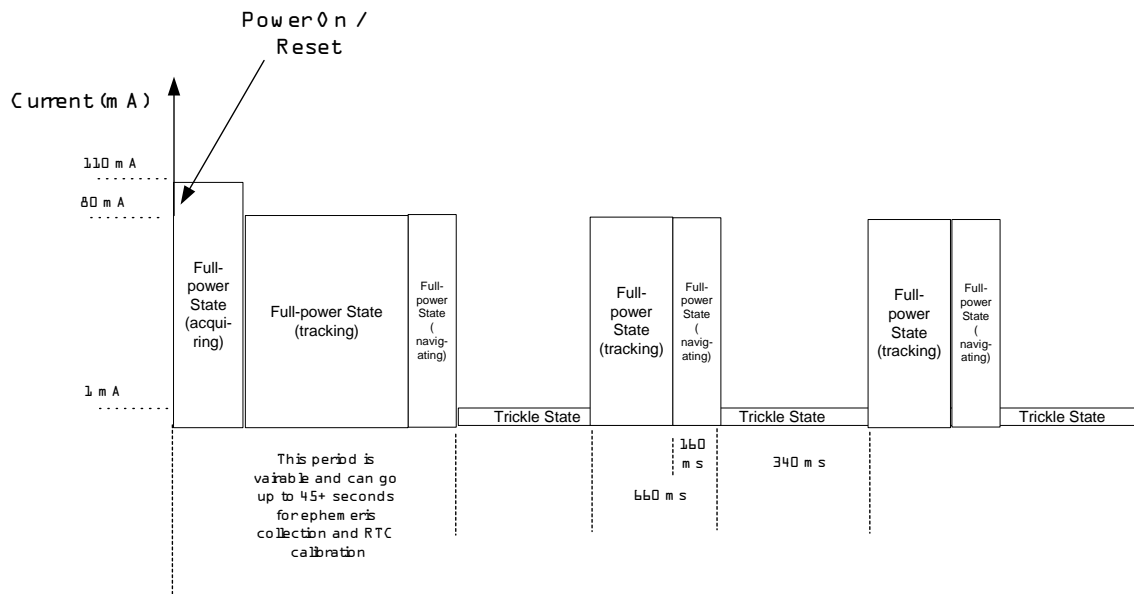 PowerOn /
Reset
Current(mA)
110 mA
80 mA
Full-
power
State
(acqui-
ring)
Full-power State
(tracking)
Full-
power
State
(
navig-
ating)
Full-
power
State
(tracking)
Full-
power
State
(
navig-
ating)
Full-
power
State
(tracking)
Full-
power
State
(
navig-
ating)
1 mA
Trickle State
Trickle State
Trickle State
This period is
vairable and can go
up to 45+ seconds
for ephemeris
collection and RTC
calibration
160
ms
340 ms
660 ms